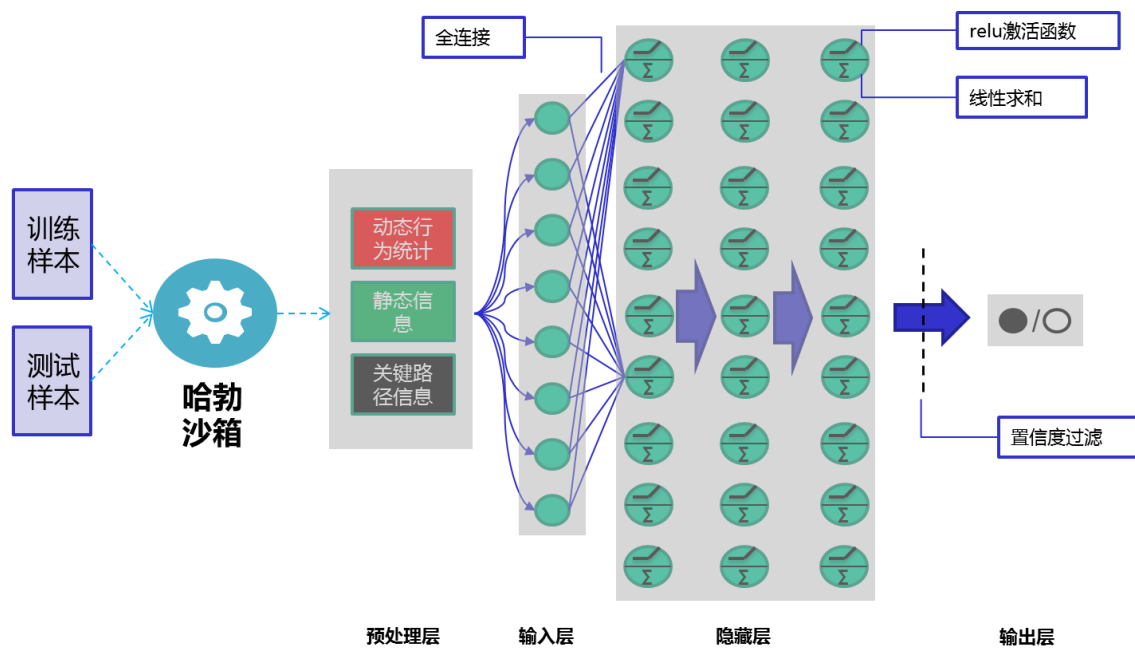 全连接
relu激活函数
线性求和
训练
样本
测试
样本
哈勃
沙箱
动态行
为统计
静态信
息
关键路
径信息
Σ Σ Σ
Σ Σ Σ
Σ Σ Σ
Σ Σ Σ
Σ Σ Σ
Σ Σ Σ
Σ Σ Σ
Σ Σ Σ
Σ Σ Σ
/
置信度过滤
预处理层
输入层
隐藏层
输出层